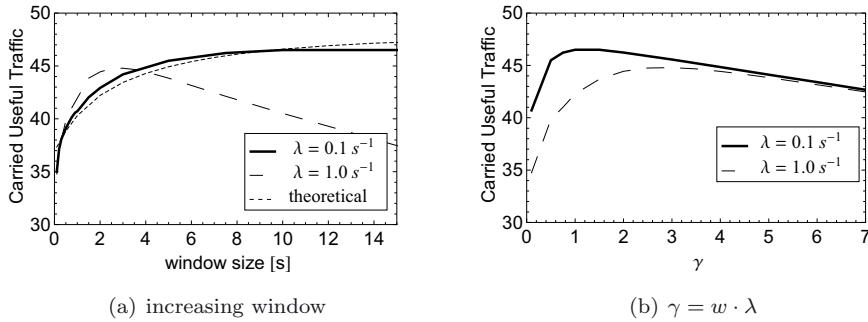 Carried Useful Traffic
50
45
40
35
30
0 2 4 6 8 10 12 14
window size [s]
λ = 0.1 s⁻¹
λ = 1.0 s⁻¹
theoretical
(a) increasing window
Carried Useful Traffic
50
45
40
35
30
0 1 2 3 4 5 6 7
γ
λ = 0.1 s⁻¹
λ = 1.0 s⁻¹
(b) γ = w · λ